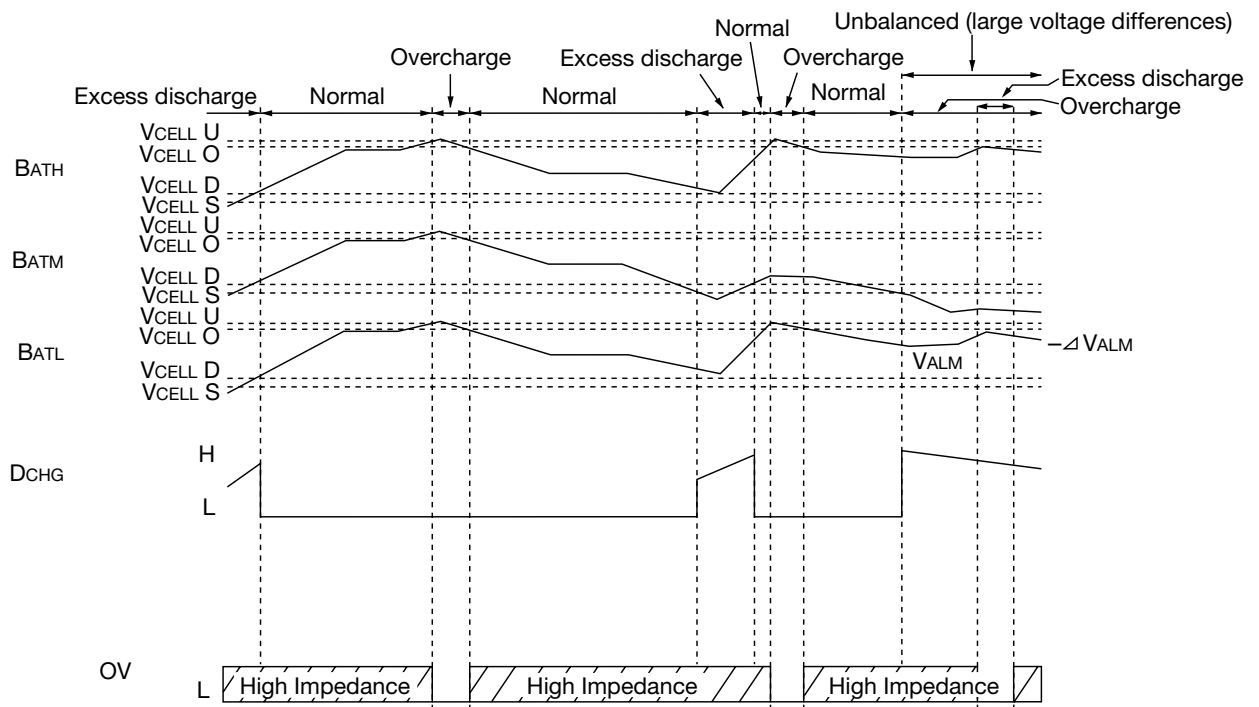 Unbalanced (large voltage differences)
Normal
Overcharge
Excess discharge
Overcharge
Excess discharge
Excess discharge
Normal
Normal
Normal
Overcharge
VCELL U
VCELL O
BATH
VCELL D
VCELL S
VCELL U
VCELL O
BATM
VCELL D
VCELL S
VCELL U
VCELL O
BATL
⊿ VALM
VALM
VCELL D
VCELL S
H
DCHG
L
OV
L
High Impedance
High Impedance
High Impedance